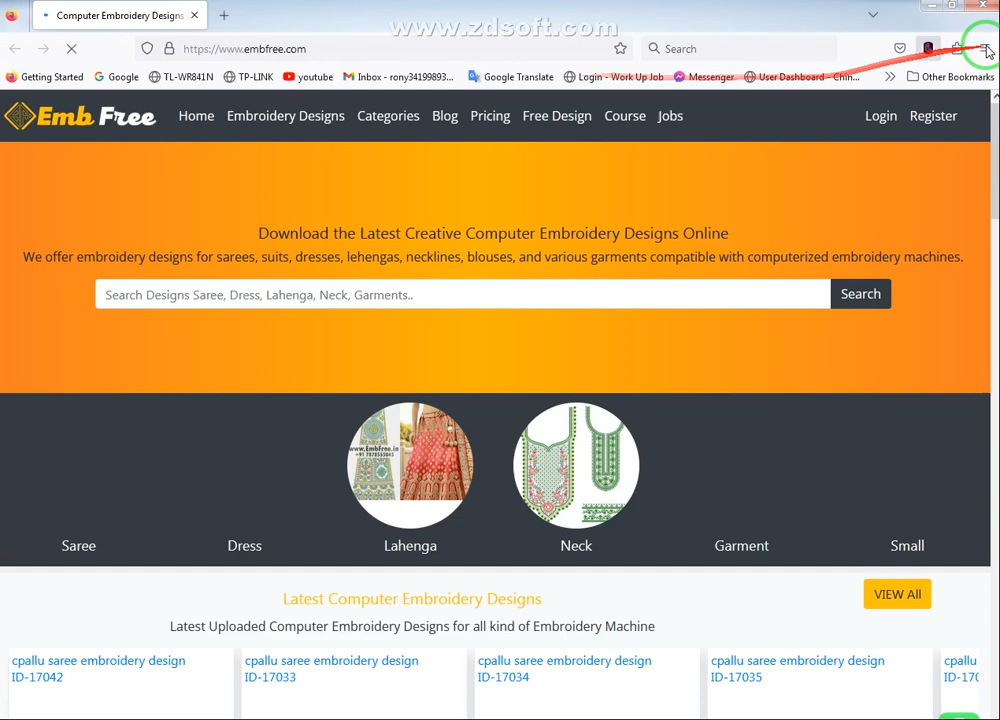 Computer Embroidery Designs
www.zdsoft.com
https://www.embfree.com
Search
Getting Started Google TL-WR841N TP-LINK youtube Inbox - rony34199893... Google Translate Login - Work Up Job Messenger User Dashboard - Chin... Other Bookmarks
Emb Free Home Embroidery Designs Categories Blog Pricing Free Design Course Jobs Login Register
Download the Latest Creative Computer Embroidery Designs Online
We offer embroidery designs for sarees, suits, dresses, lehengas, necklines, blouses, and various garments compatible with computerized embroidery machines.
Search Designs Saree, Dress, Lahenga, Neck, Garments.. Search
www.EmbFree.in
Saree Dress Lahenga Neck Garment Small
VIEW All
Latest Computer Embroidery Designs
Latest Uploaded Computer Embroidery Designs for all kind of Embroidery Machine
cpallu saree embroidery design cpallu saree embroidery design cpallu saree embroidery design cpallu saree embroidery design cpallu
ID-17042 ID-17033 ID-17034 ID-17035